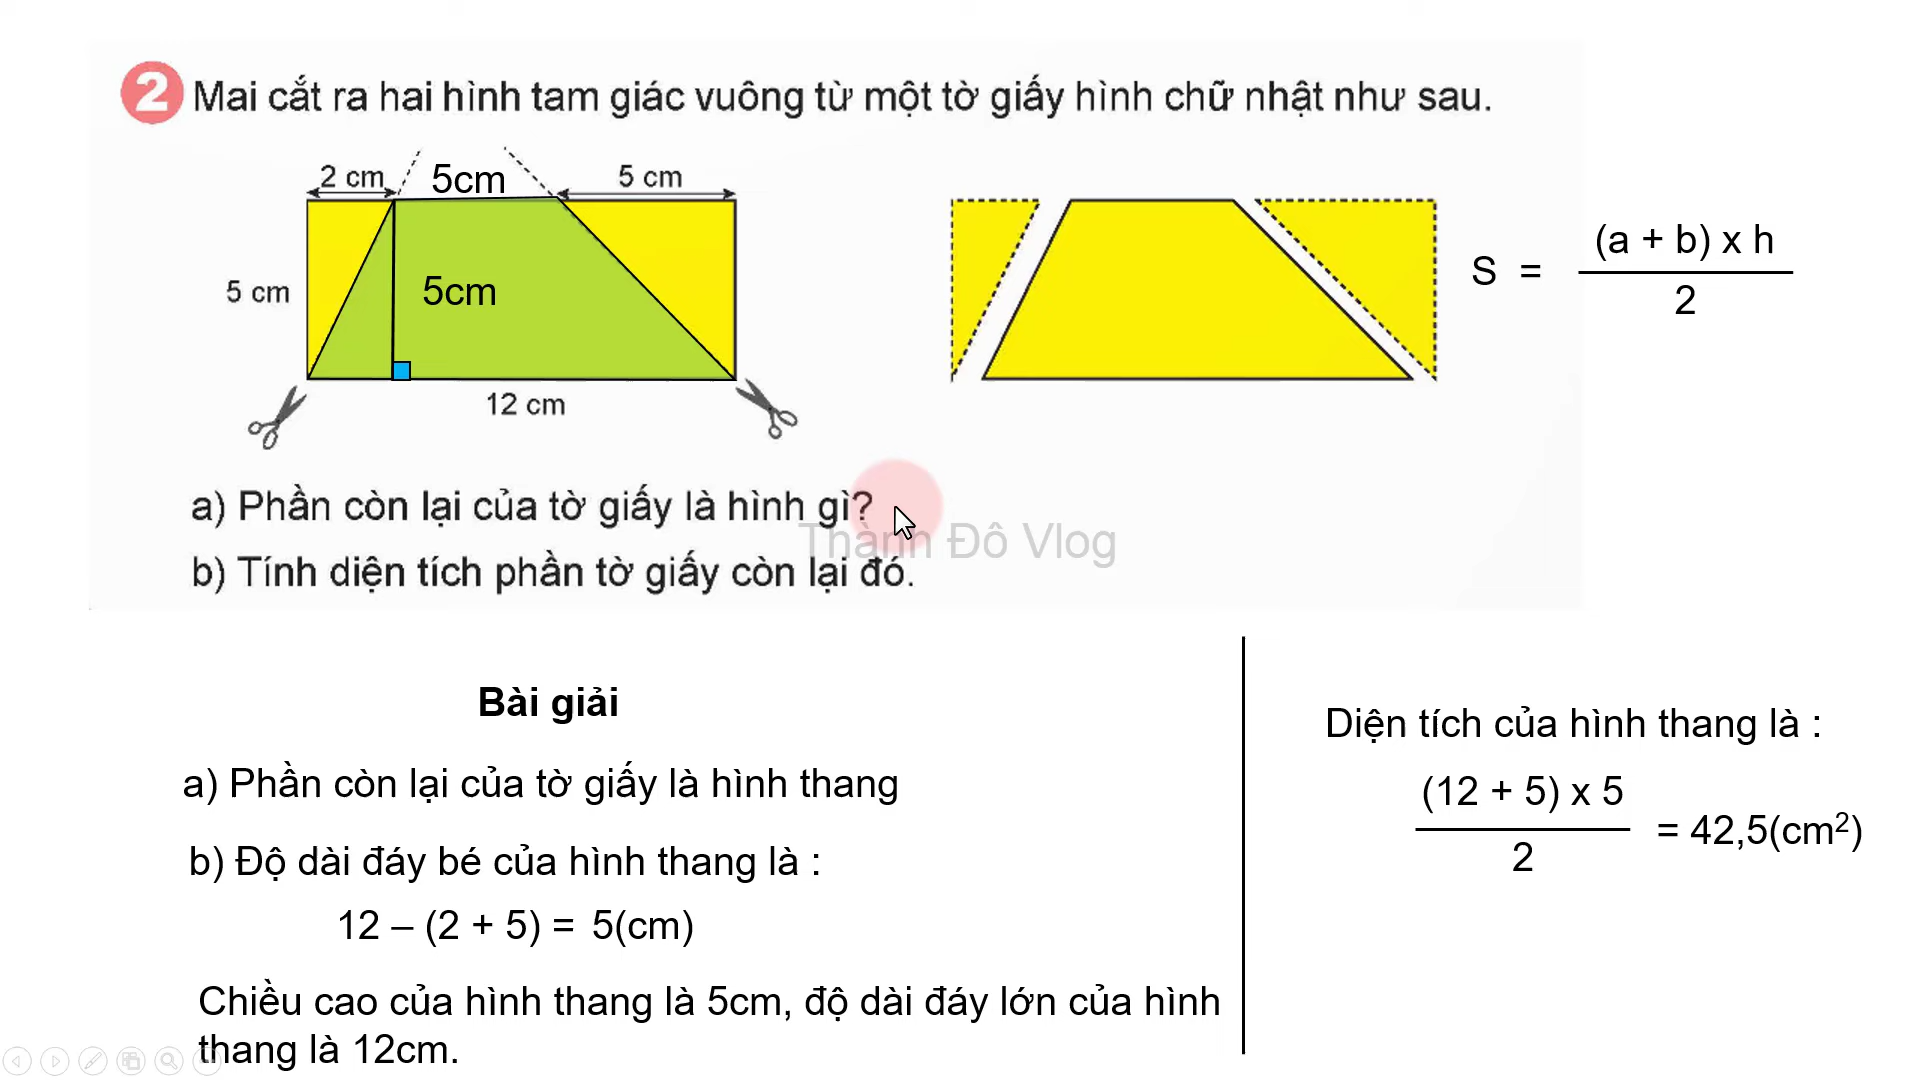 2 Mai cắt ra hai hình tam giác vuông từ một tờ giấy hình chữ nhật như sau.
2 cm 5cm 5 cm
5 cm 5cm
12 cm
S = (a + b) x h
2
a) Phần còn lại của tờ giấy là hình gì?
Thành Đô Vlog
b) Tính diện tích phần tờ giấy còn lại đó.
Bài giải
a) Phần còn lại của tờ giấy là hình thang
b) Độ dài đáy bé của hình thang là :
12 – (2 + 5) = 5(cm)
Chiều cao của hình thang là 5cm, độ dài đáy lớn của hình
thang là 12cm.
Diện tích của hình thang là :
(12 + 5) x 5
2
= 42,5(cm²)